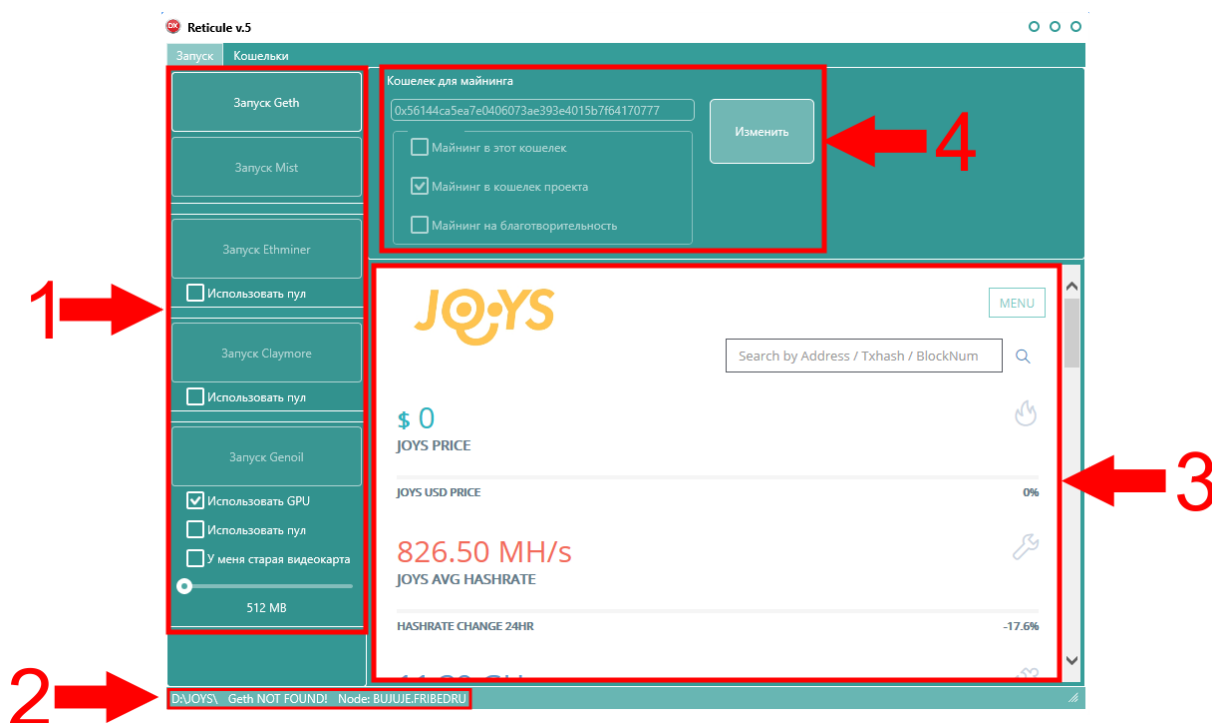 Reticule v.5
Запуск Кошельки
Запуск Geth
Запуск Mist
Запуск Ethminer
Использовать пул
Запуск Claymore
Использовать пул
Запуск Genoil
Использовать GPU
Использовать пул
У меня старая видеокарта
512 MB
1
Кошелек для майнинга
0x56144ca5ea7e0406073ae393e4015b7f64170777
Изменить
Майнинг в этот кошелек
Майнинг в кошелек проекта
Майнинг на благотворительность
4
JOYS
MENU
Search by Address / Txhash / BlockNum
$ 0
JOYS PRICE
JOYS USD PRICE 0%
826.50 MH/s
JOYS AVG HASHRATE
HASHRATE CHANGE 24HR -17.6%
3
2
D:\JOYS\ Geth NOT FOUND! Node: BUJUJE.FRIBEDRU